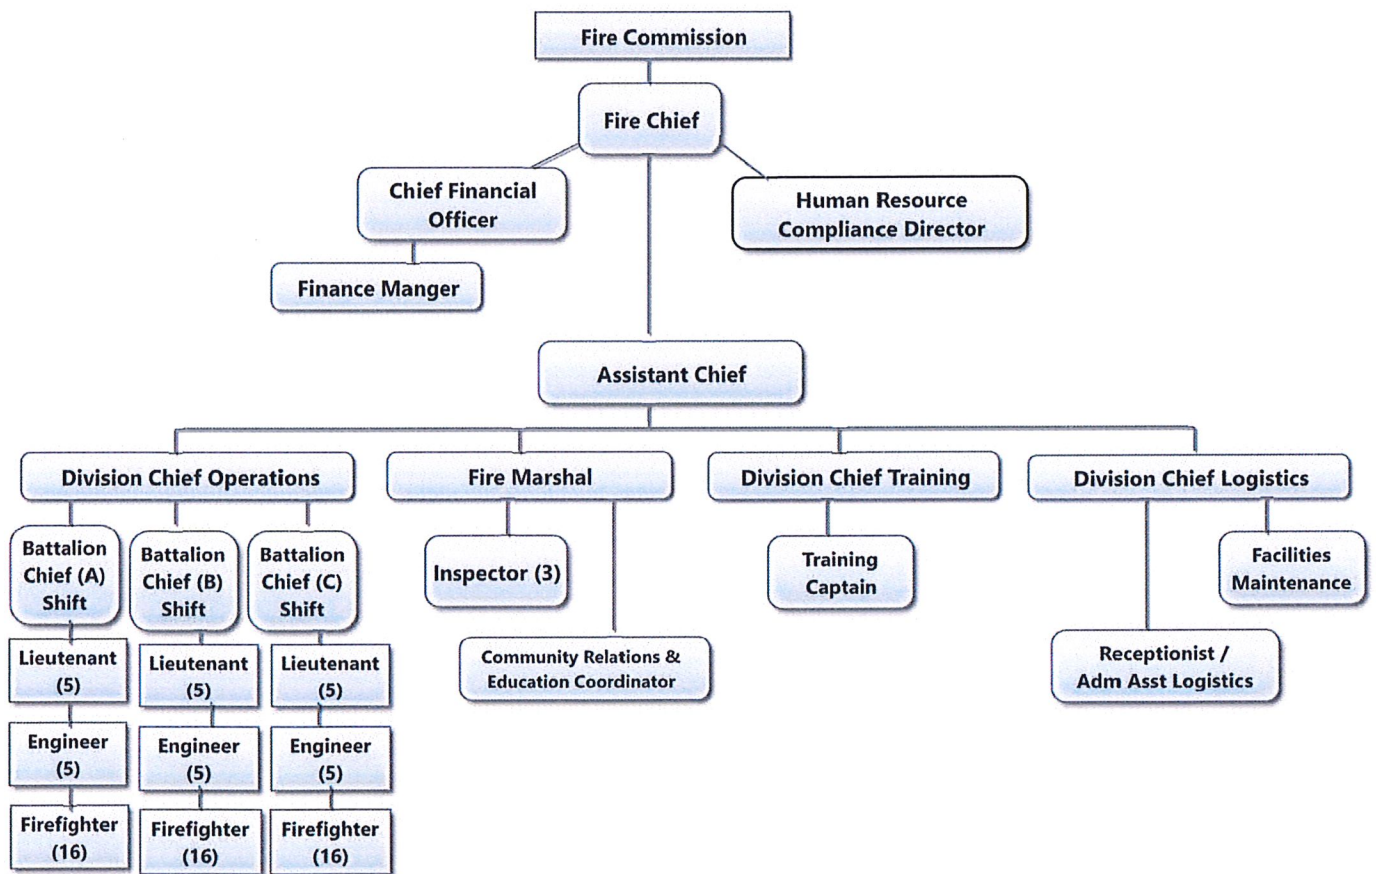 Fire Commission
Fire Chief
Chief Financial
Officer
Human Resource
Compliance Director
Finance Manger
Assistant Chief
Division Chief Operations
Fire Marshal
Division Chief Training
Division Chief Logistics
Battalion
Chief (A)
Shift
Battalion
Chief (B)
Shift
Battalion
Chief (C)
Shift
Inspector (3)
Training
Captain
Facilities
Maintenance
Lieutenant
(5)
Lieutenant
(5)
Lieutenant
(5)
Community Relations &
Education Coordinator
Receptionist /
Adm Asst Logistics
Engineer
(5)
Engineer
(5)
Engineer
(5)
Firefighter
(16)
Firefighter
(16)
Firefighter
(16)